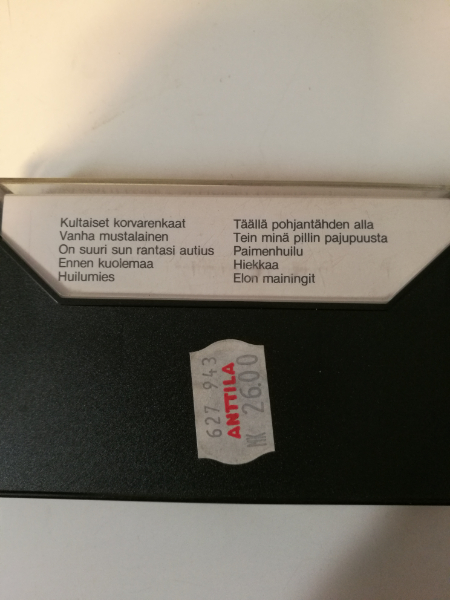 Kultaiset korvarenkaat
Vanha mustalainen
On suuri sun rantasi autius
Ennen kuolemaa
Huilumies
Täällä pohjantähden alla
Tein minä pillin pajupuusta
Paimenhuilu
Hiekkaa
Elon mainingit
627 943
ANTTILA
MK 26.00